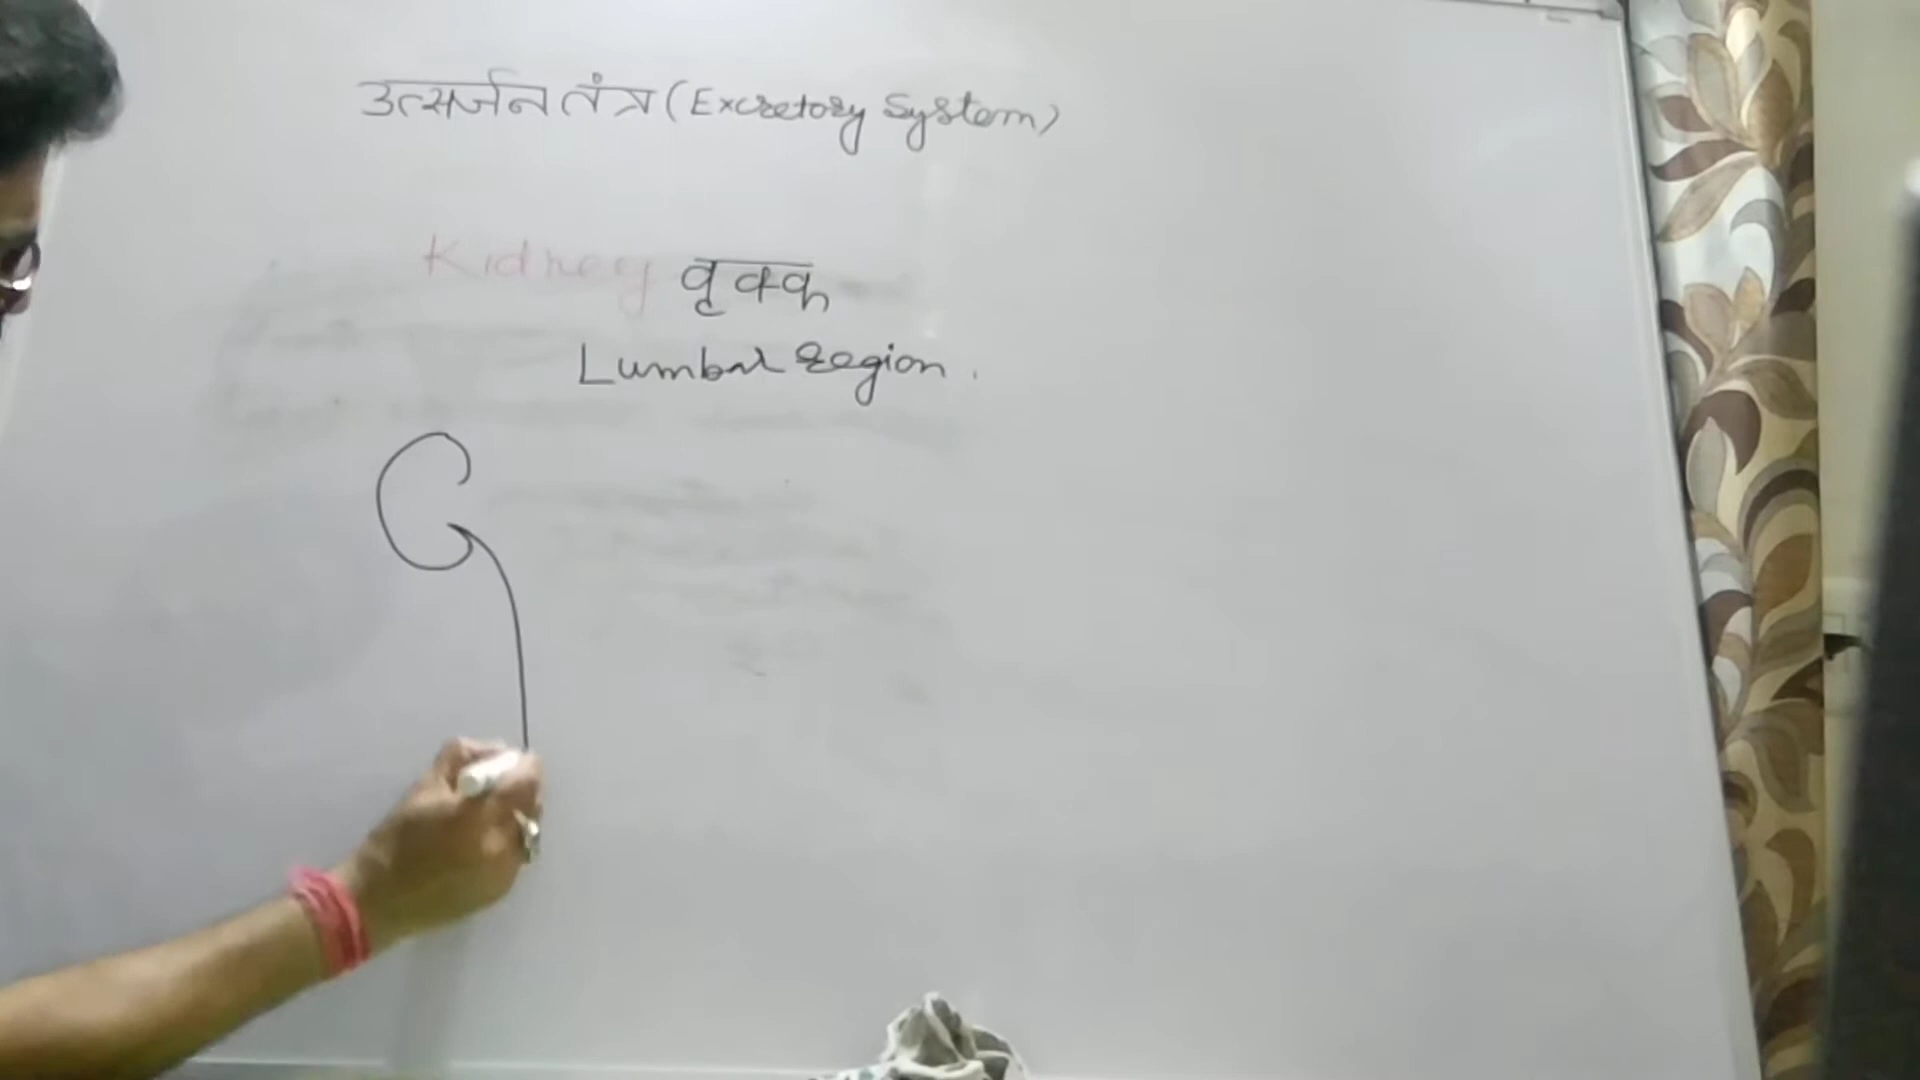 उत्सर्जन तंत्र (Excretory System)
Kidney वृक्क
Lumbar region.